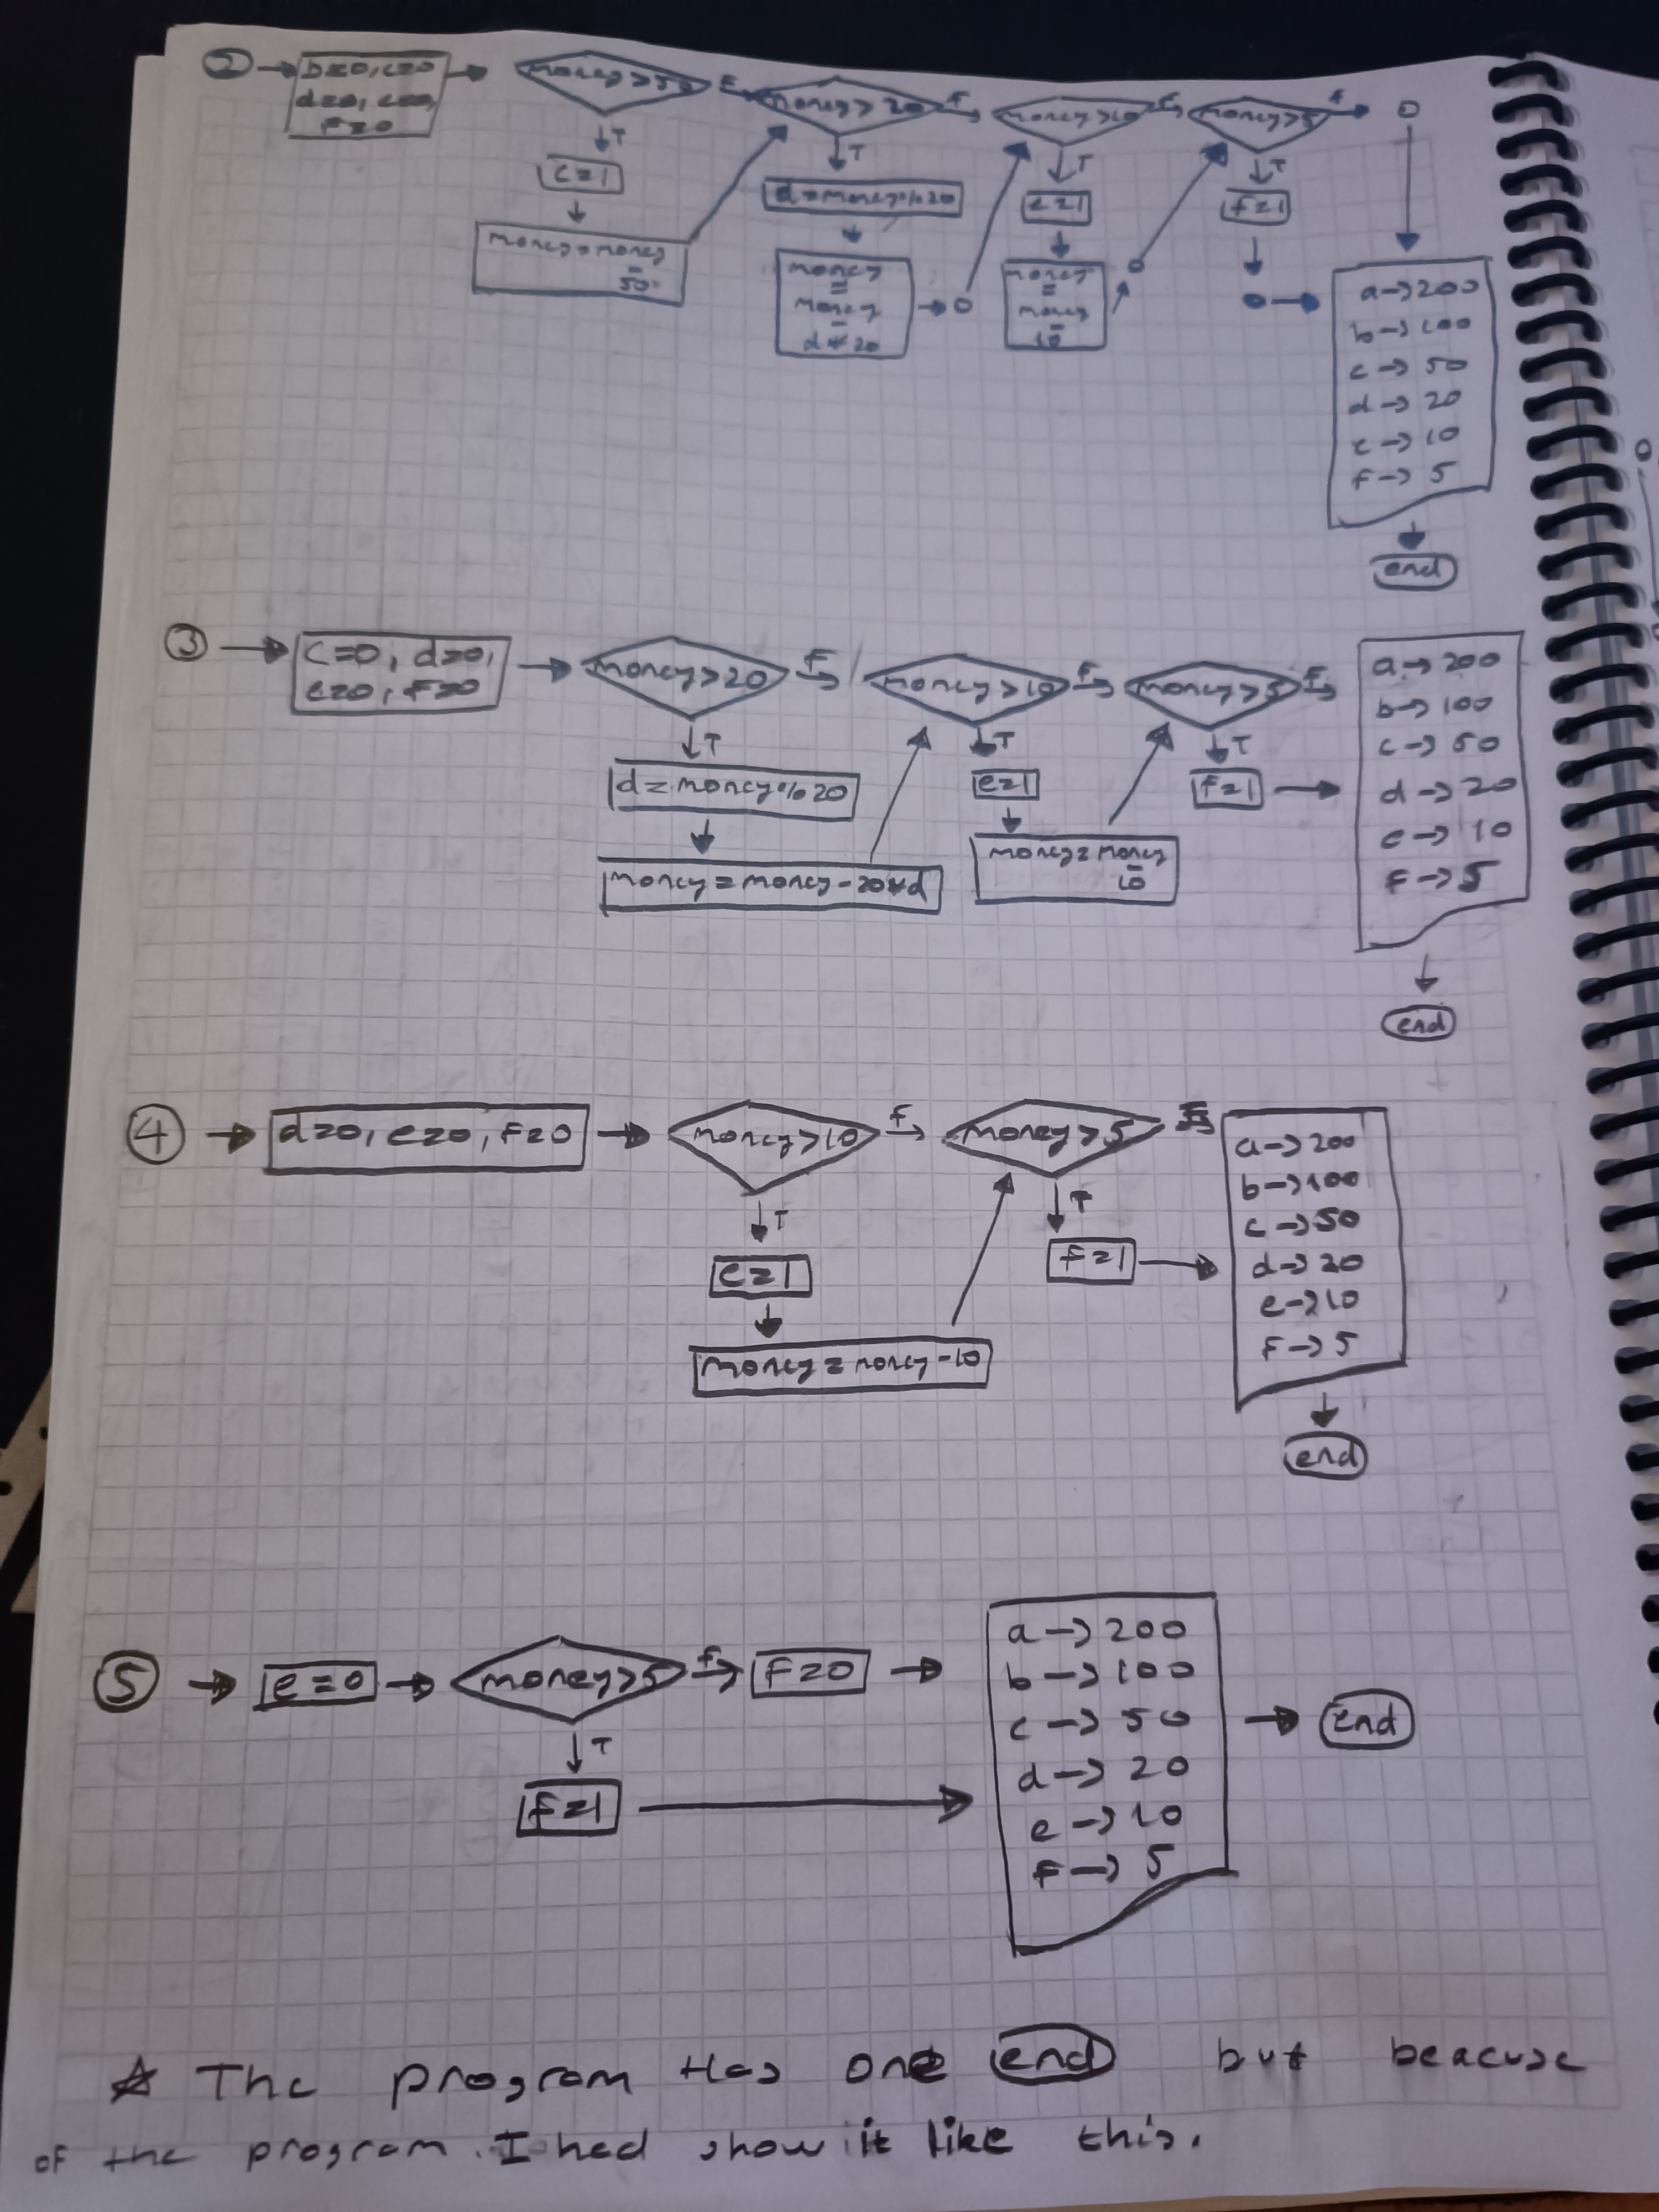 ②
b=0, c=0
d=0, e=0,
f=0
money>50
F
money> 20
F
money>10
F
money>5
F
T
T
T
T
c=1
d=money%20
e=1
f=1
money=money
-
50
money
=
money
-
d*20
money
=
money
-
10
a->200
b->100
c->50
d->20
e->10
f->5
end
③
c=0, d=0,
e=0, f=0
money>20
F
money>10
F
money>5
F
T
T
T
d=money%20
e=1
f=1
money=money-20*d
money=money
-
10
a->200
b->100
c->50
d->20
e->10
f->5
end
④
d=0, e=0, f=0
money>10
F
money>5
F
T
T
e=1
f=1
money=money-10
a->200
b->100
c->50
d->20
e->10
f->5
end
⑤
e=0
money>5
F
f=0
T
f=1
a->200
b->100
c->50
d->20
e->10
f->5
end
☆ The program has one end but beacuse
of the program. I had show it like this.